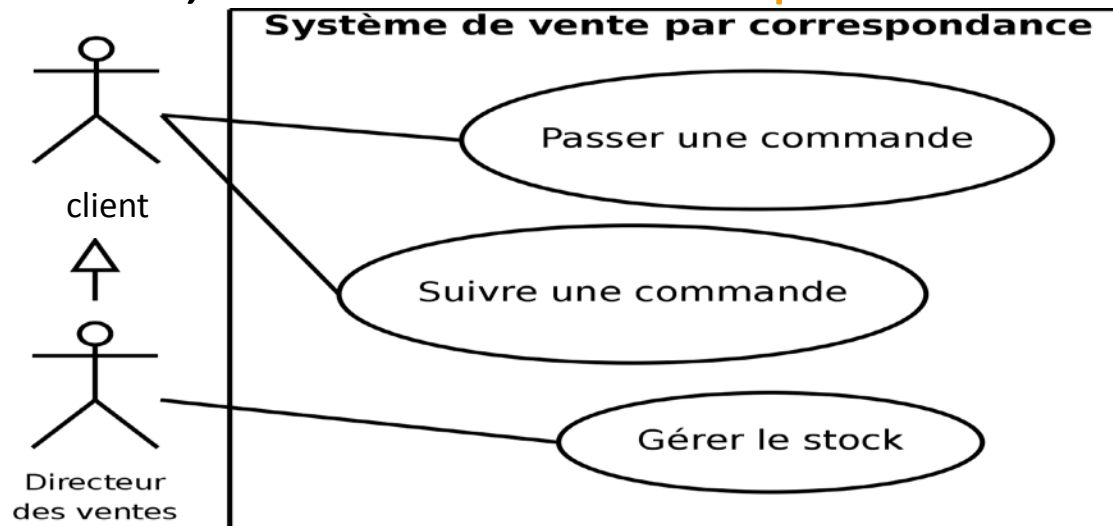 Système de vente par correspondance
Passer une commande
client
Suivre une commande
Gérer le stock
Directeur
des ventes